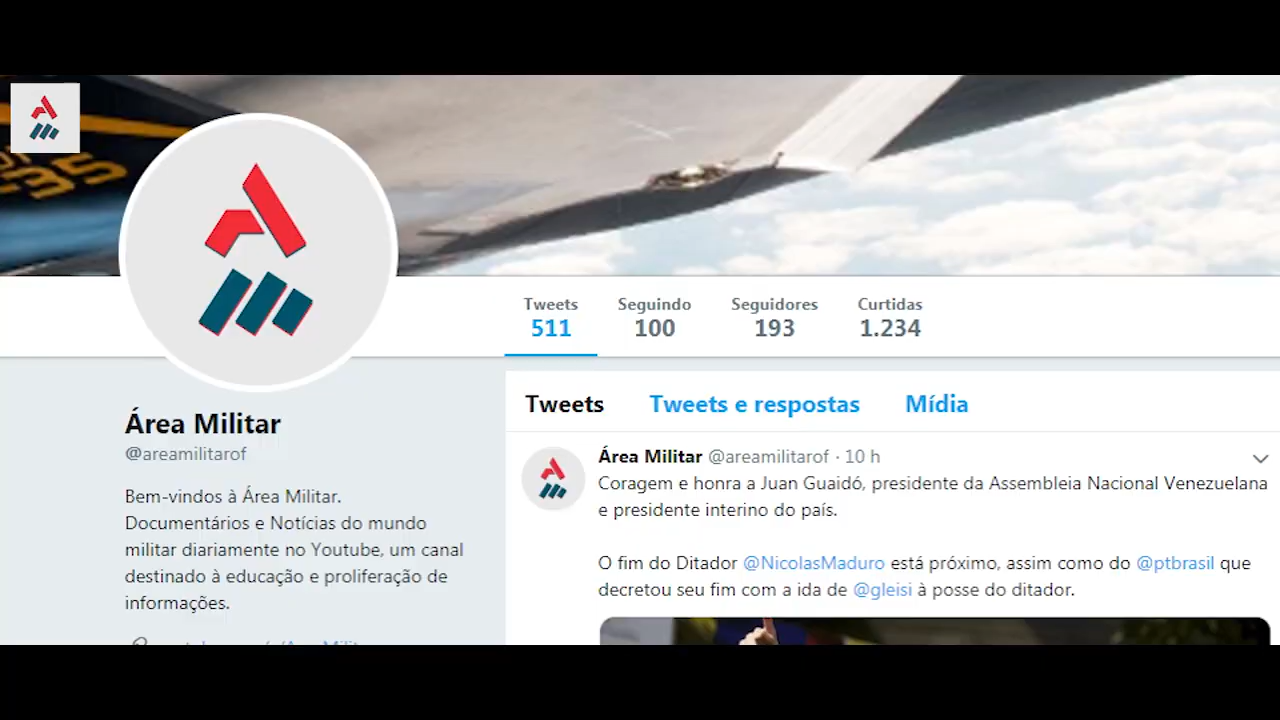 -35
Tweets Seguindo Seguidores Curtidas
511 100 193 1.234
Tweets Tweets e respostas Mídia
Área Militar
@areamilitarof
Bem-vindos à Área Militar.
Documentários e Notícias do mundo
militar diariamente no Youtube, um canal
destinado à educação e proliferação de
informações.
Área Militar @areamilitarof · 10 h
Coragem e honra a Juan Guaidó, presidente da Assembleia Nacional Venezuelana
e presidente interino do país.
O fim do Ditador @NicolasMaduro está próximo, assim como do @ptbrasil que
decretou seu fim com a ida de @gleisi à posse do ditador.